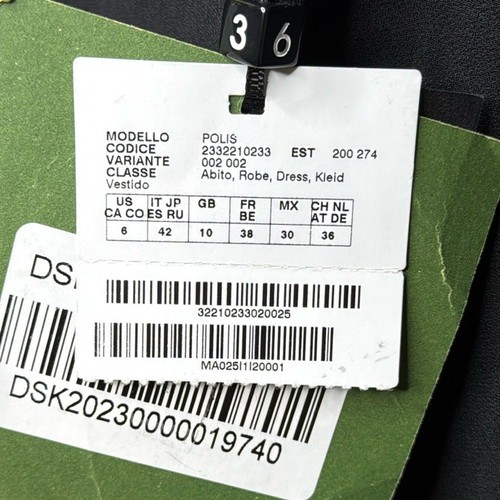 3 6
MODELLO POLIS
CODICE 2332210233 EST 200 274
VARIANTE 002 002
CLASSE Abito, Robe, Dress, Kleid
Vestido
US IT JP GB FR MX CH NL
CA CO ES RU BE AT DE
6 42 10 38 30 36
DS
32210233020025
MA025I1I20001
DSK20230000019740